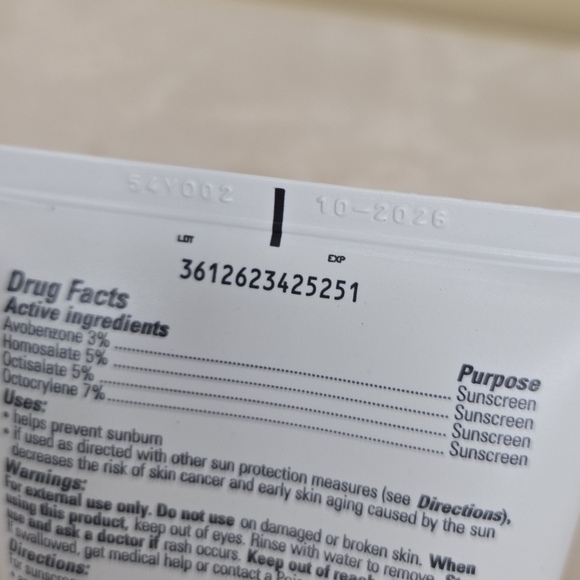 54Y002 10-2026
LOT EXP
3612623425251
Drug Facts
Active ingredients Purpose
Avobenzone 3% Sunscreen
Homosalate 5% Sunscreen
Octisalate 5% Sunscreen
Octocrylene 7% Sunscreen
Uses:
• helps prevent sunburn
• if used as directed with other sun protection measures (see Directions),
decreases the risk of skin cancer and early skin aging caused by the sun
Warnings:
For external use only. Do not use on damaged or broken skin. When
using this product, keep out of eyes. Rinse with water to remove.
use and ask a doctor if rash occurs. Keep out of reach
If swallowed, get medical help or contact a
Directions: